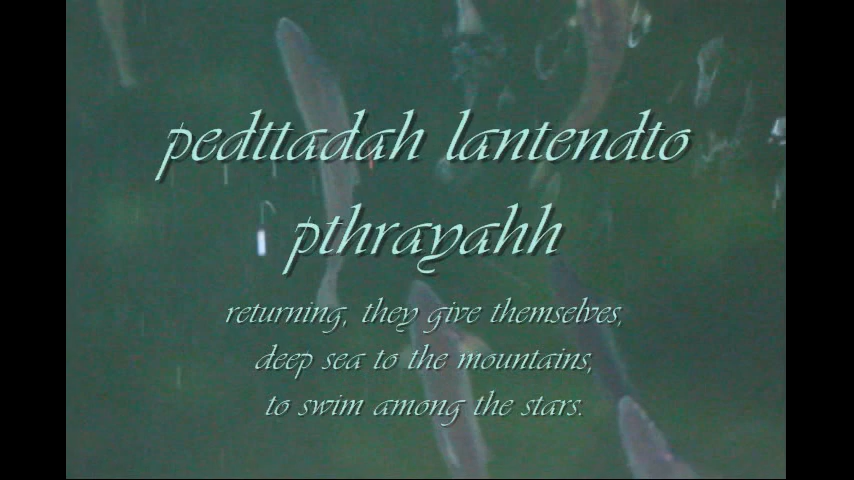 pedttadah lantendto
pthrayahh
returning, they give themselves,
deep sea to the mountains,
to swim among the stars.